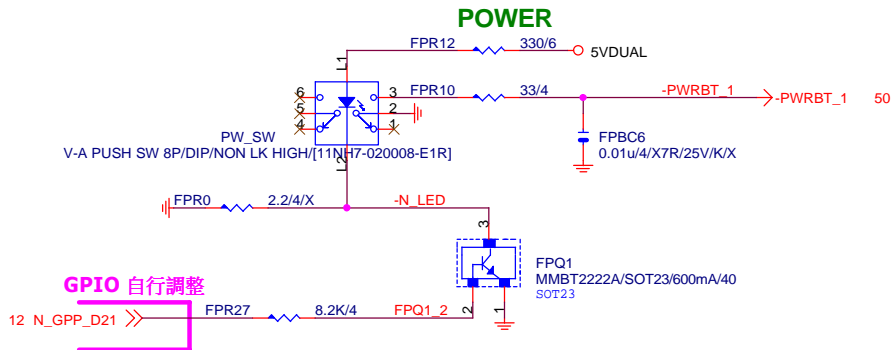 POWER
FPR12 330/6
5VDUAL
L1
6 3 FPR10 33/4 -PWRBT_1 -PWRBT_1 50
5 2
4 1
PW_SW
V-A PUSH SW 8P/DIP/NON LK HIGH/[11NH7-020008-E1R]
FPBC6
0.01u/4/X7R/25V/K/X
L2
FPR0 2.2/4/X -N_LED
3
FPQ1
MMBT2222A/SOT23/600mA/40
SOT23
GPIO 自行調整
12 N_GPP_D21 FPR27 8.2K/4 FPQ1_2 2 1